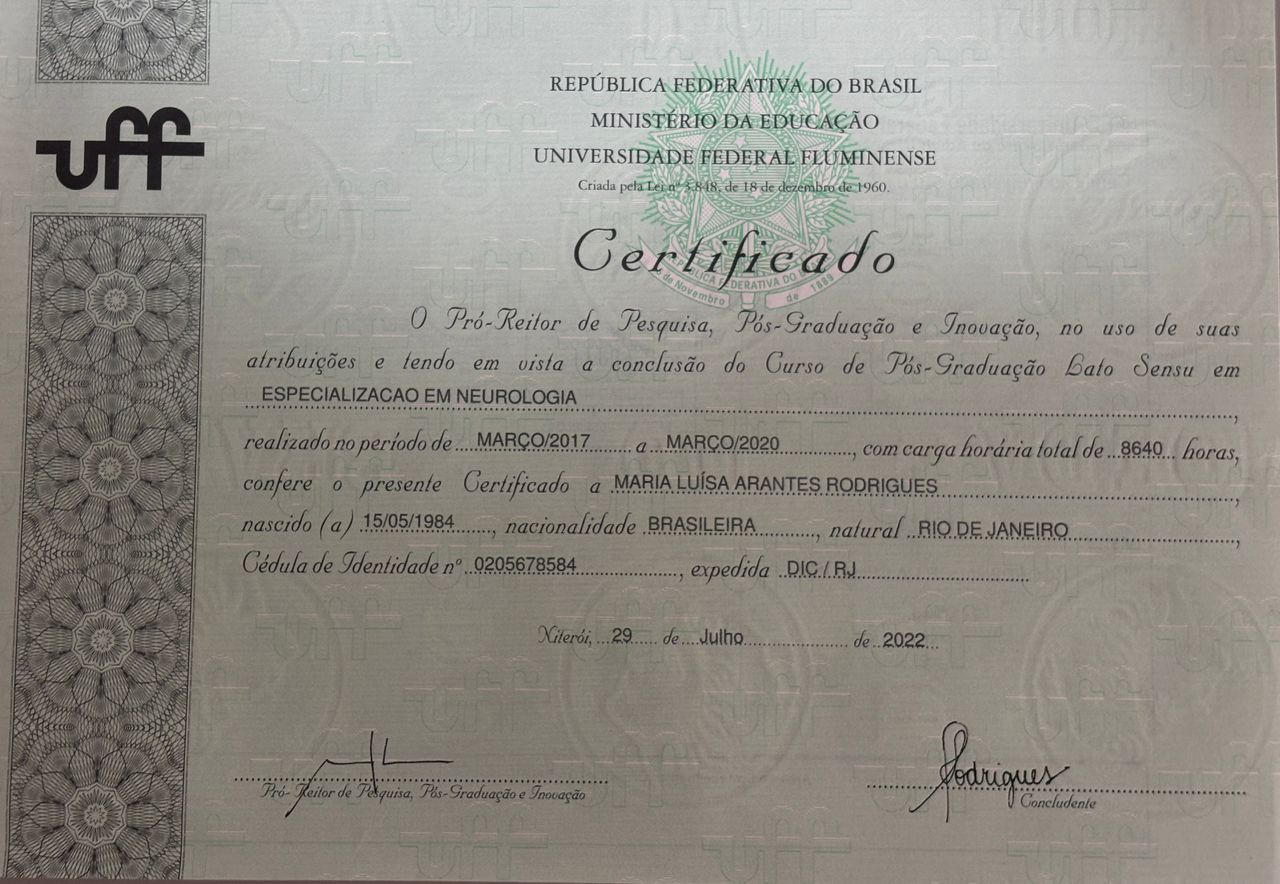 uff
REPÚBLICA FEDERATIVA DO BRASIL
MINISTÉRIO DA EDUCAÇÃO
UNIVERSIDADE FEDERAL FLUMINENSE
Criada pela Lei nº 3.848, de 18 de dezembro de 1960.
Certificado
O Pró-Reitor de Pesquisa, Pós-Graduação e Inovação, no uso de suas
atribuições e tendo em vista a conclusão do Curso de Pós-Graduação Lato Sensu em
ESPECIALIZACAO EM NEUROLOGIA,
realizado no período de MARÇO/2017 a MARÇO/2020, com carga horária total de 8640 horas,
confere o presente Certificado a MARIA LUÍSA ARANTES RODRIGUES,
nascido (a) 15/05/1984, nacionalidade BRASILEIRA, natural RIO DE JANEIRO,
Cédula de Identidade nº 0205678584, expedida DIC / RJ
Niterói, 29 de Julho de 2022
Rodrigues
Pró-Reitor de Pesquisa, Pós-Graduação e Inovação
Concludente